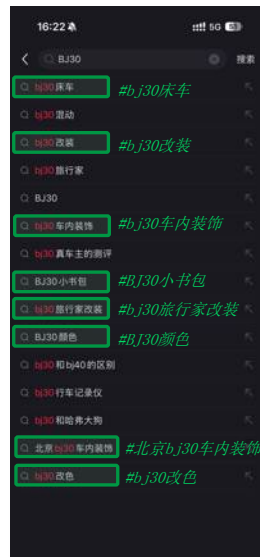 16:22
5G
BJ30 搜索
bj30床车 #bj30床车
bj30混动
bj30改装 #bj30改装
bj30旅行家
BJ30
bj30车内装饰 #bj30车内装饰
bj30真车主的测评
BJ30小书包 #BJ30小书包
bj30旅行家改装 #bj30旅行家改装
BJ30颜色 #BJ30颜色
bj30和bj40的区别
bj30行车记录仪
bj30和哈弗大狗
北京bj30车内装饰 #北京bj30车内装饰
bj30改色 #bj30改色